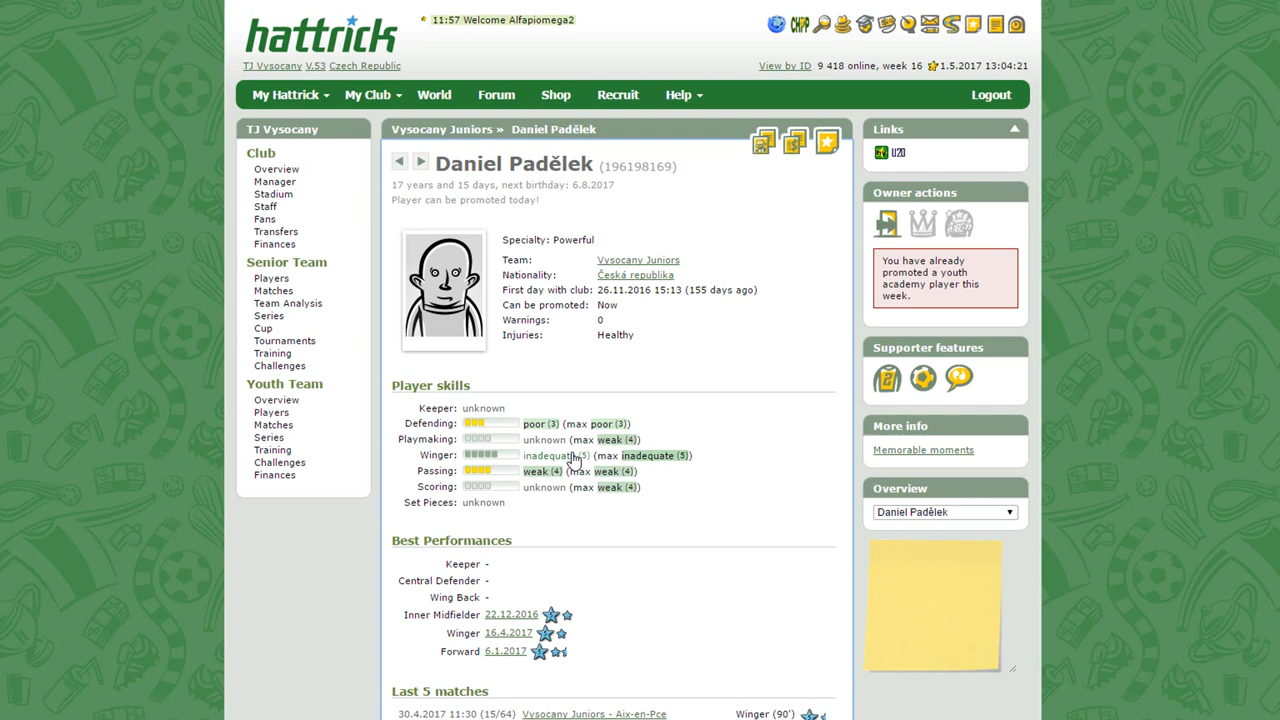 hattrick
11:57 Welcome Alfapiomega2
CHPP
TJ Vysocany V.53 Czech Republic
View by ID 9 418 online, week 16 1.5.2017 13:04:21
My Hattrick My Club World Forum Shop Recruit Help Logout
TJ Vysocany
Club
Overview
Manager
Stadium
Staff
Fans
Transfers
Finances
Senior Team
Players
Matches
Team Analysis
Series
Cup
Tournaments
Training
Challenges
Youth Team
Overview
Players
Matches
Series
Training
Challenges
Finances
Vysocany Juniors » Daniel Padělek
Daniel Padělek (196198169)
17 years and 15 days, next birthday: 6.8.2017
Player can be promoted today!
Specialty: Powerful
Team: Vysocany Juniors
Nationality: Česká republika
First day with club: 26.11.2016 15:13 (155 days ago)
Can be promoted: Now
Warnings: 0
Injuries: Healthy
Player skills
Keeper: unknown
Defending: poor (3) (max poor (3))
Playmaking: unknown (max weak (4))
Winger: inadequate (5) (max inadequate (5))
Passing: weak (4) (max weak (4))
Scoring: unknown (max weak (4))
Set Pieces: unknown
Best Performances
Keeper -
Central Defender -
Wing Back -
Inner Midfielder 22.12.2016
Winger 16.4.2017
Forward 6.1.2017
Last 5 matches
30.4.2017 11:30 (15/64) Vysocany Juniors - Aix-en-Pce Winger (90')
Links
U20
Owner actions
You have already
promoted a youth
academy player this
week.
Supporter features
More info
Memorable moments
Overview
Daniel Padělek